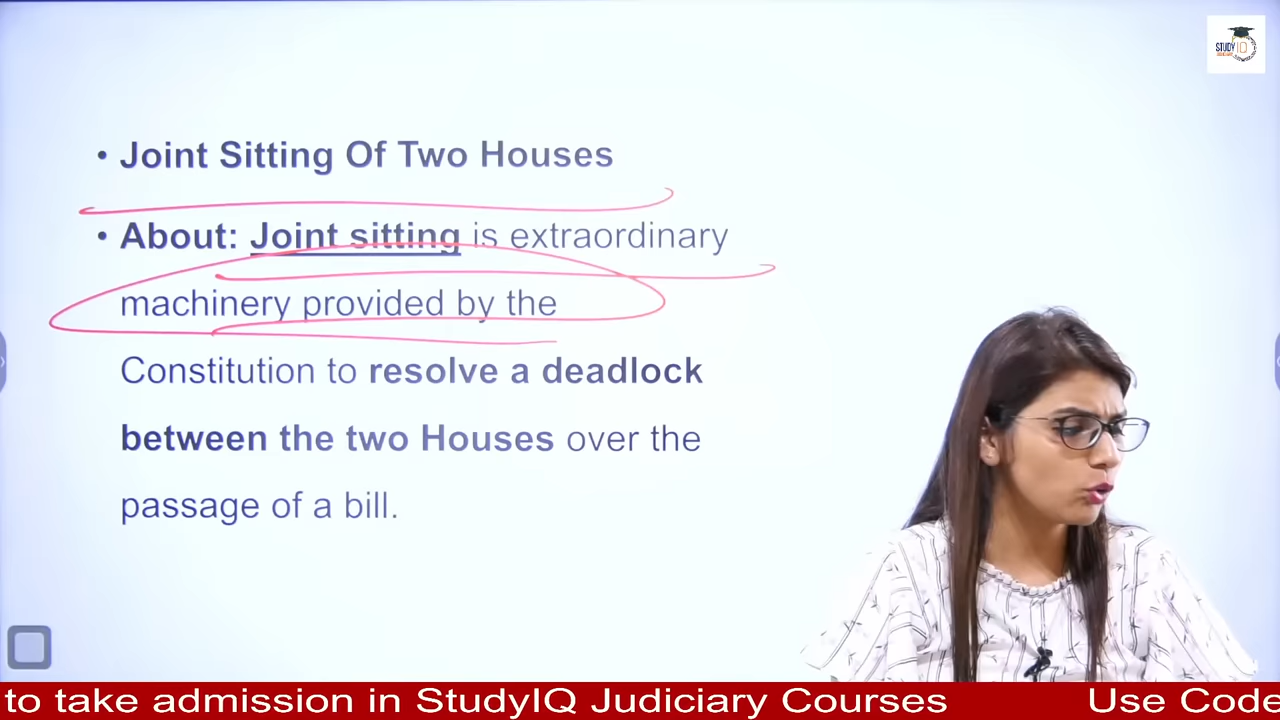 STUDY IQ
JUDICIARY
• Joint Sitting Of Two Houses
• About: Joint sitting is extraordinary
machinery provided by the
Constitution to resolve a deadlock
between the two Houses over the
passage of a bill.
to take admission in StudyIQ Judiciary Courses Use Code